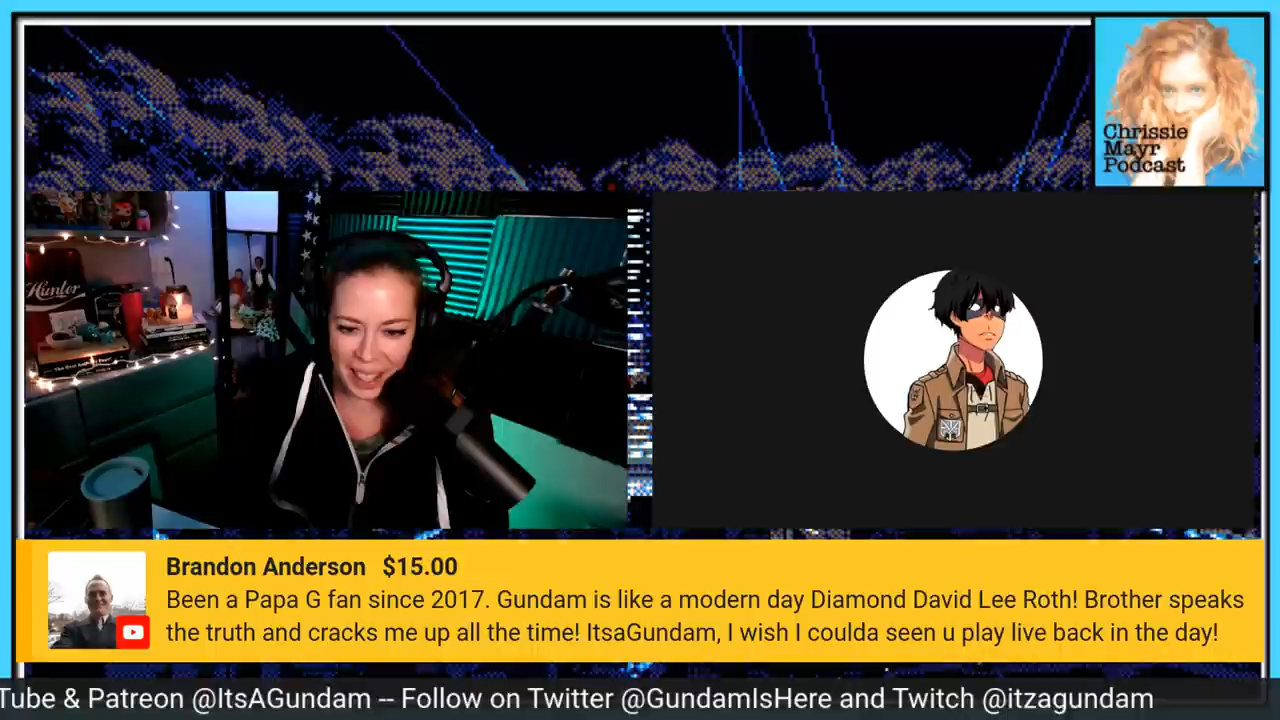 Chrissie
Mayr
Podcast
Hunter
Brandon Anderson $15.00
Been a Papa G fan since 2017. Gundam is like a modern day Diamond David Lee Roth! Brother speaks
the truth and cracks me up all the time! ItsaGundam, I wish I coulda seen u play live back in the day!
Tube & Patreon @ItsAGundam -- Follow on Twitter @GundamIsHere and Twitch @itzagundam